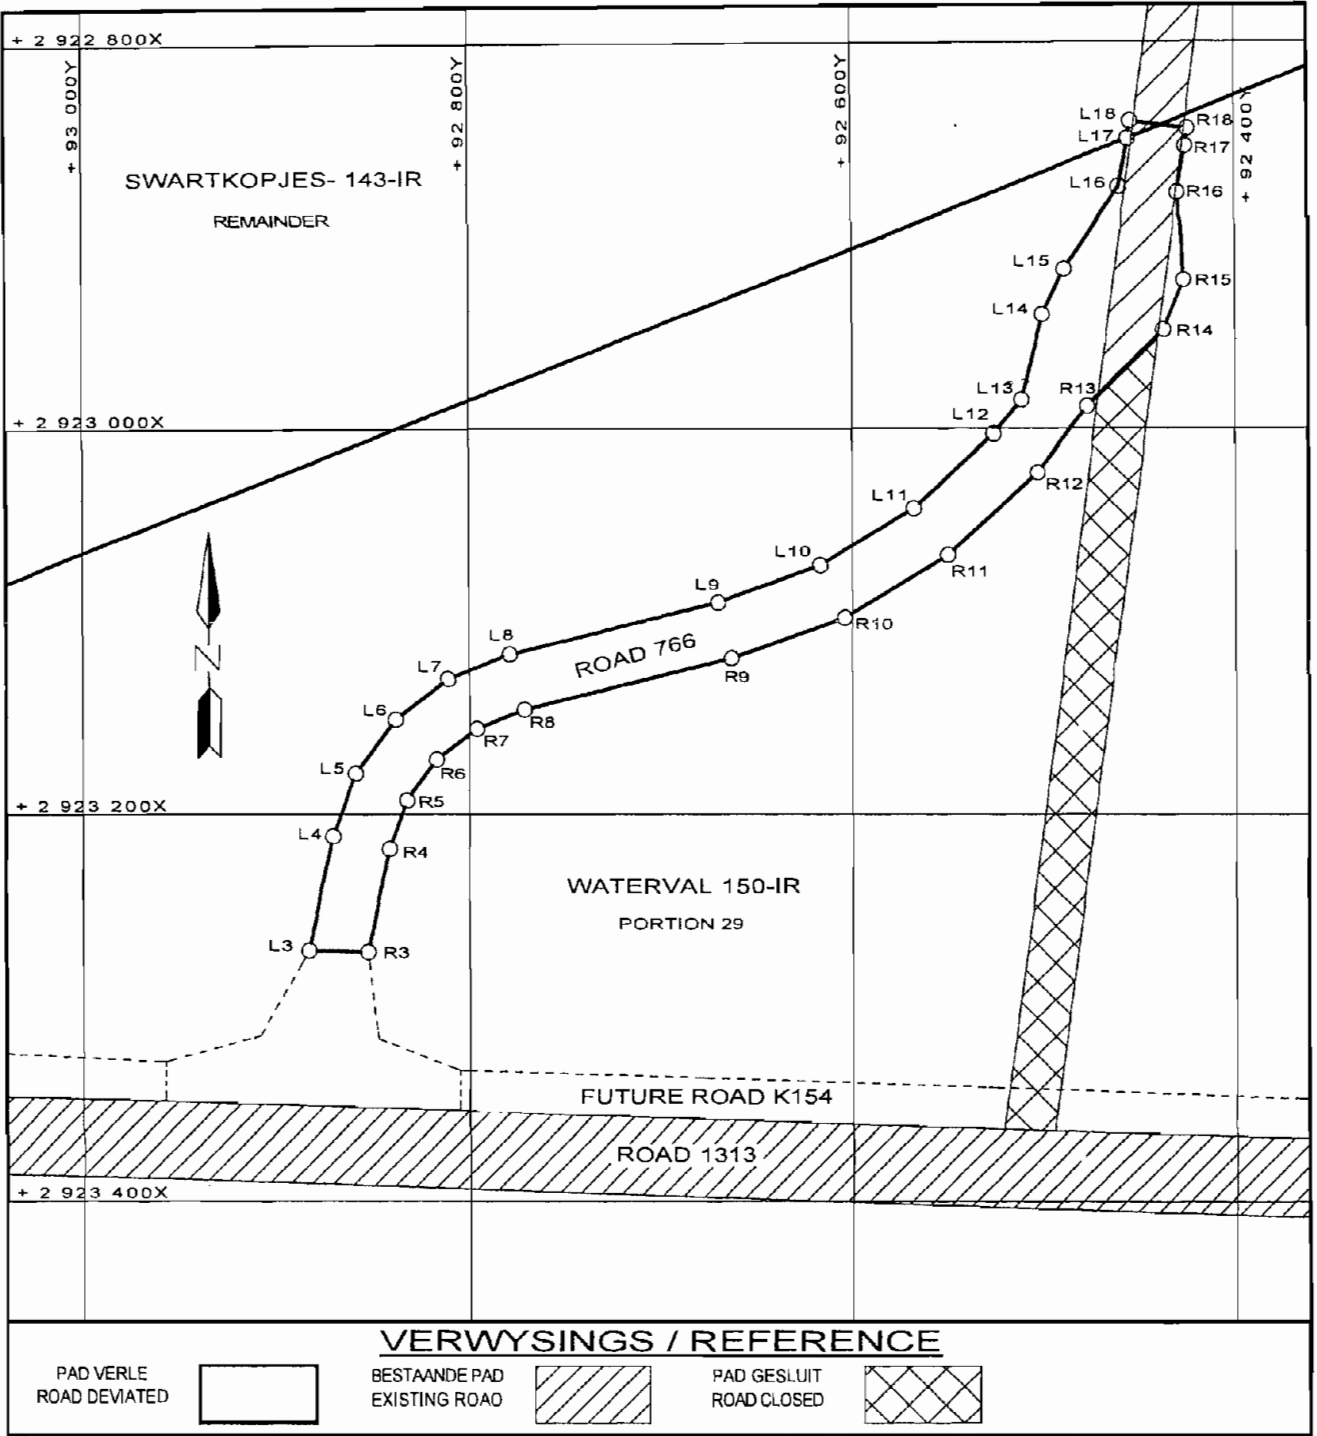 + 2 922 800X
+ 93 000Y
+ 92 800Y
+ 92 600Y
+ 92 400Y
L18
R18
L17
R17
SWARTKOPJES- 143-IR
L16
R16
REMAINDER
L15
R15
L14
R14
L13
R13
+ 2 923 000X
L12
R12
L11
R11
L10
L9
R10
L8
ROAD 766
R9
L7
L6
R8
R7
L5
R6
N
+ 2 923 200X
R5
L4
R4
WATERVAL 150-IR
PORTION 29
L3
R3
FUTURE ROAD K154
ROAD 1313
+ 2 923 400X
VERWYSINGS / REFERENCE
PAD VERLE
ROAD DEVIATED
BESTAANDE PAD
EXISTING ROAO
PAD GESLUIT
ROAD CLOSED